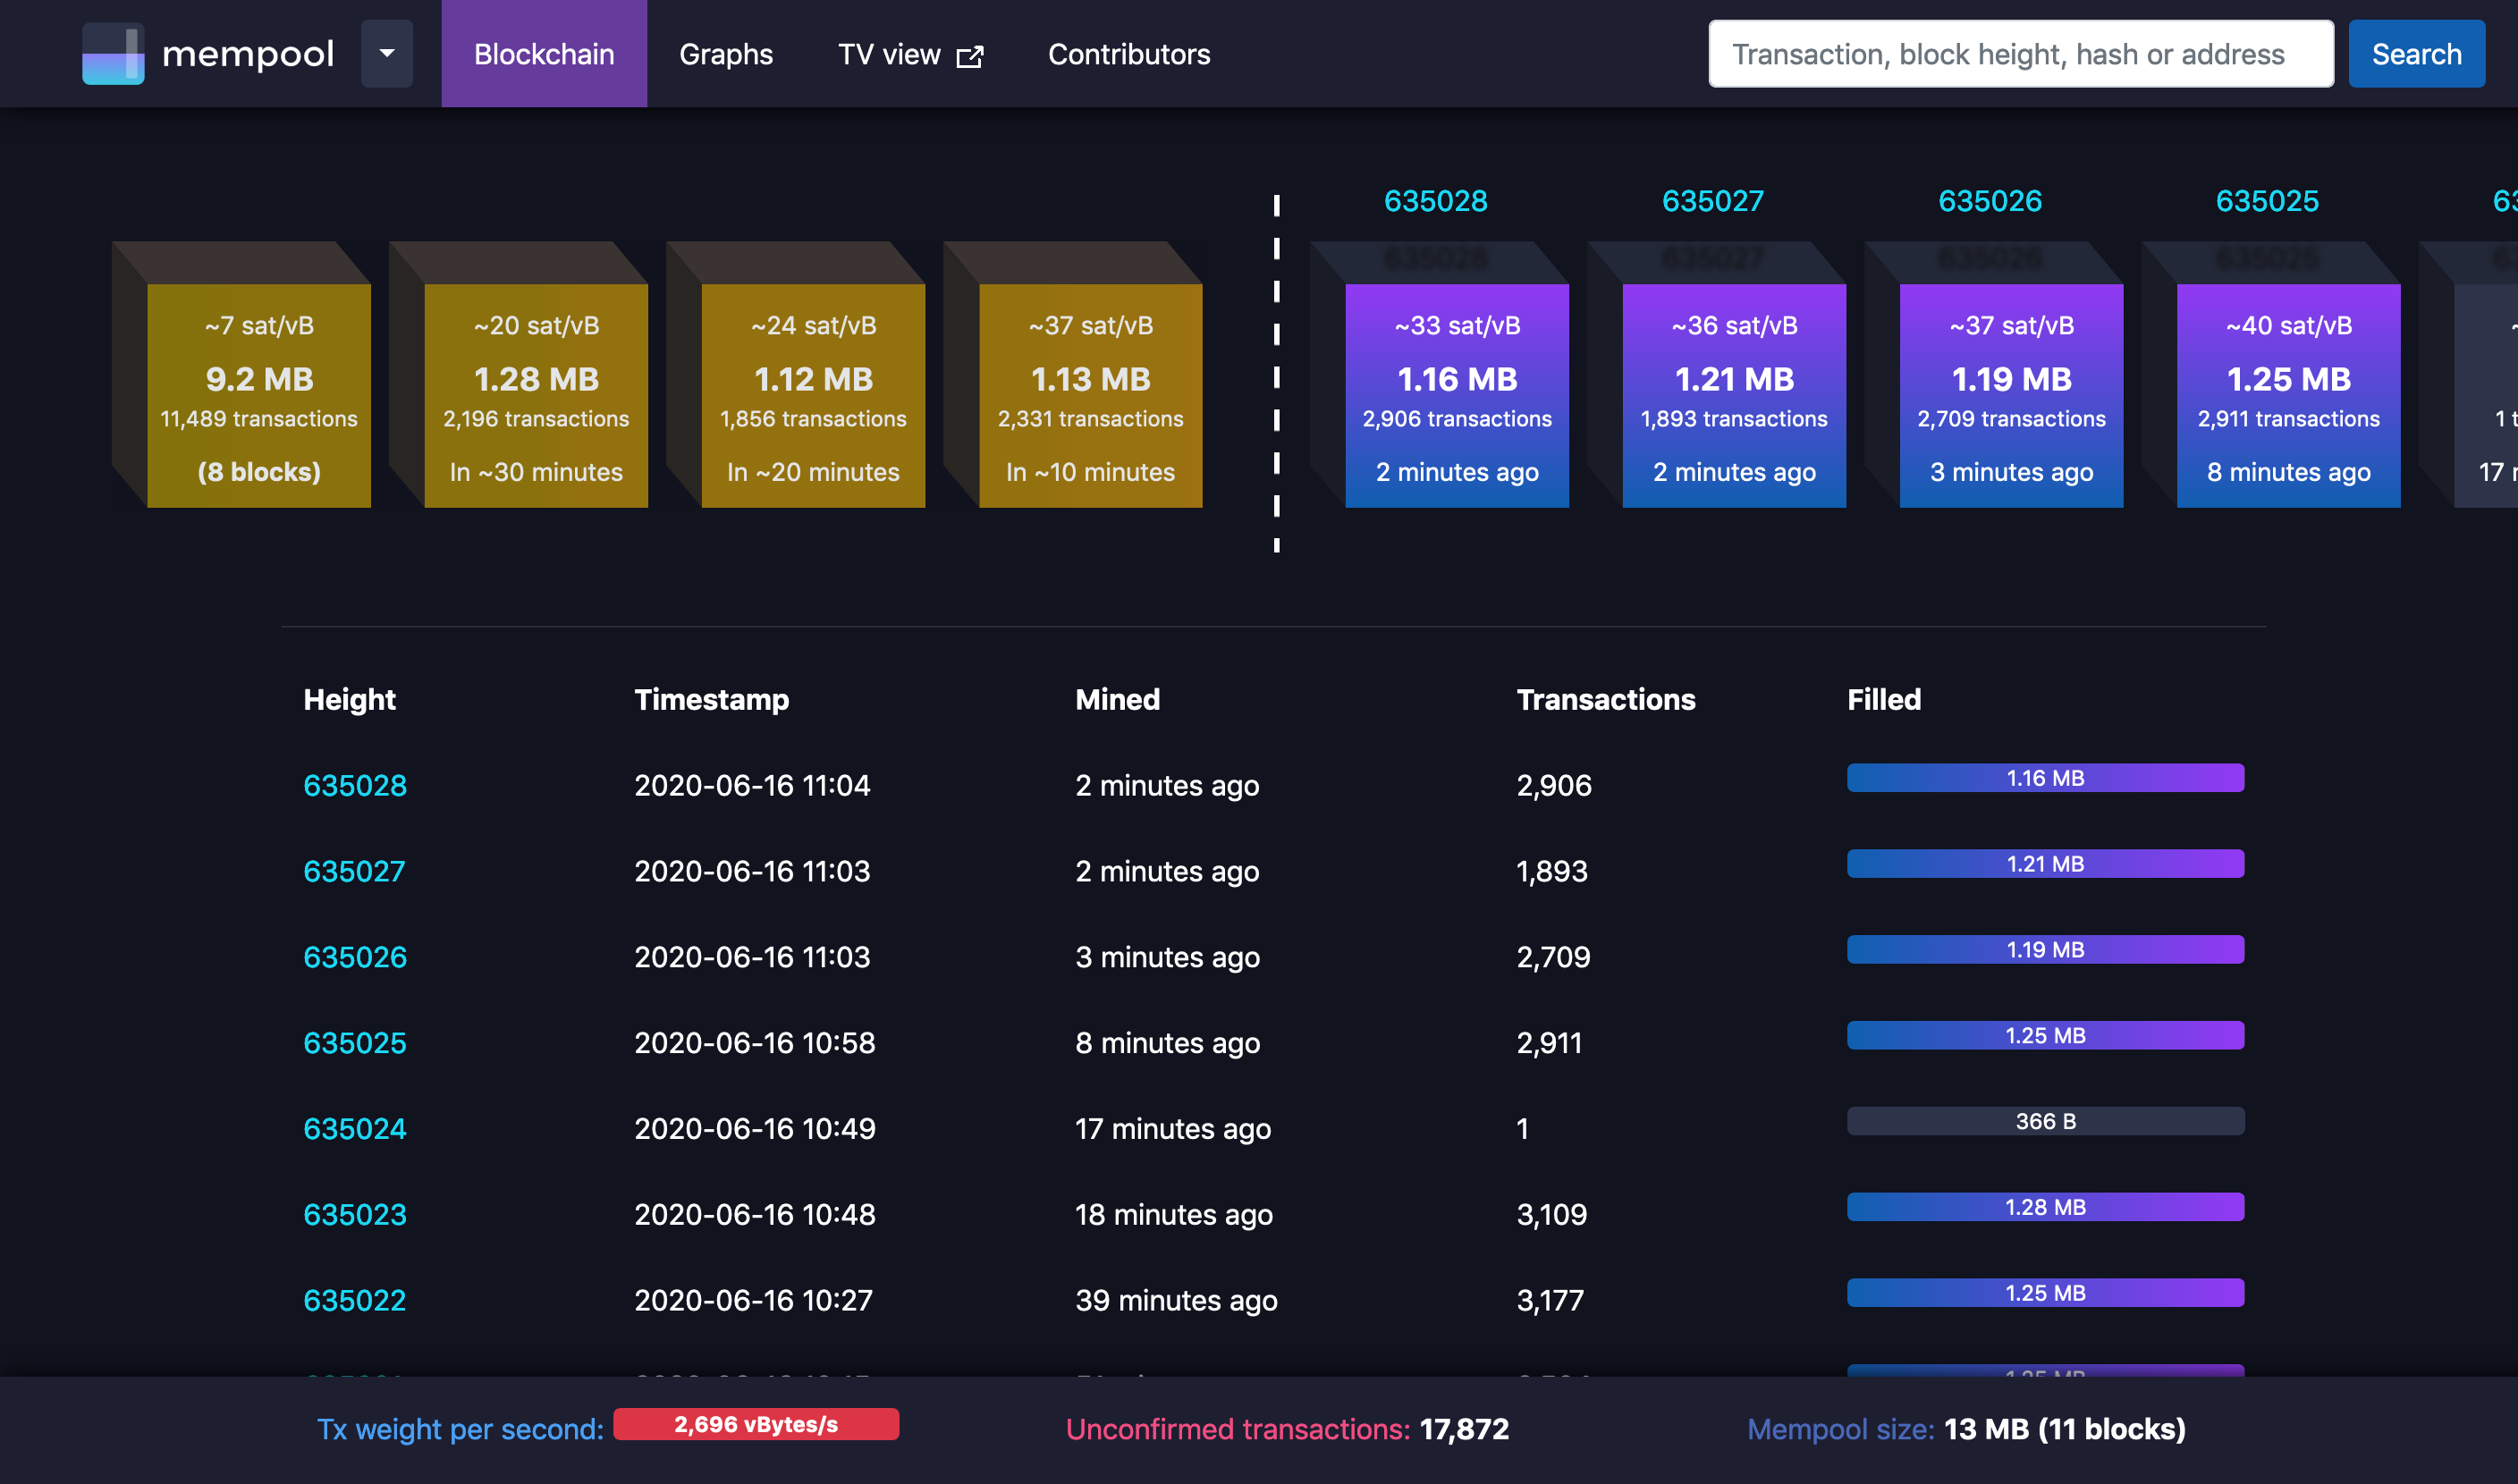 mempool
Blockchain Graphs TV view Contributors
Transaction, block height, hash or address Search
635028 635027 635026 635025
~7 sat/vB
9.2 MB
11,489 transactions
(8 blocks)
~20 sat/vB
1.28 MB
2,196 transactions
In ~30 minutes
~24 sat/vB
1.12 MB
1,856 transactions
In ~20 minutes
~37 sat/vB
1.13 MB
2,331 transactions
In ~10 minutes
~33 sat/vB
1.16 MB
2,906 transactions
2 minutes ago
~36 sat/vB
1.21 MB
1,893 transactions
2 minutes ago
~37 sat/vB
1.19 MB
2,709 transactions
3 minutes ago
~40 sat/vB
1.25 MB
2,911 transactions
8 minutes ago
17
Height Timestamp Mined Transactions Filled
635028 2020-06-16 11:04 2 minutes ago 2,906 1.16 MB
635027 2020-06-16 11:03 2 minutes ago 1,893 1.21 MB
635026 2020-06-16 11:03 3 minutes ago 2,709 1.19 MB
635025 2020-06-16 10:58 8 minutes ago 2,911 1.25 MB
635024 2020-06-16 10:49 17 minutes ago 1 366 B
635023 2020-06-16 10:48 18 minutes ago 3,109 1.28 MB
635022 2020-06-16 10:27 39 minutes ago 3,177 1.25 MB
Tx weight per second: 2,696 vBytes/s Unconfirmed transactions: 17,872 Mempool size: 13 MB (11 blocks)